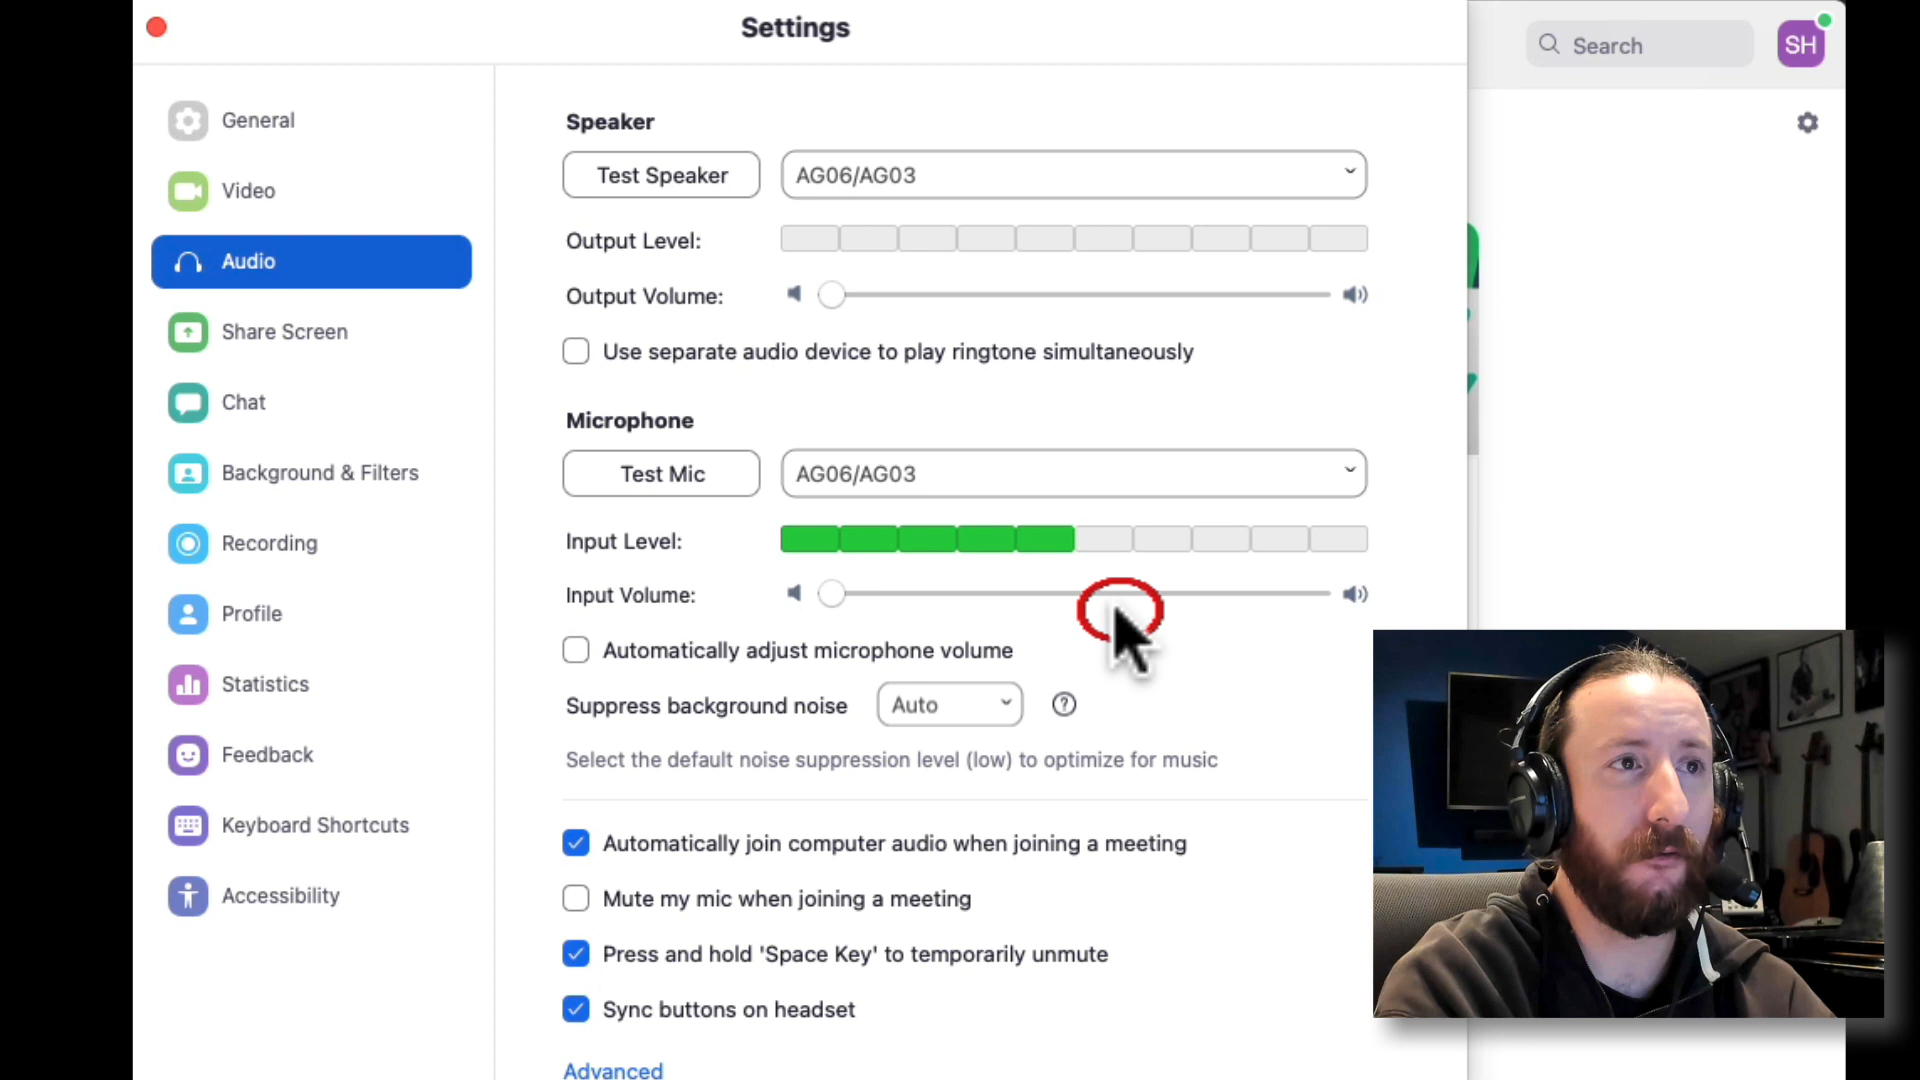 Settings
Search
SH
General
Video
Audio
Share Screen
Chat
Background & Filters
Recording
Profile
Statistics
Feedback
Keyboard Shortcuts
Accessibility
Speaker
Test Speaker
AG06/AG03
Output Level:
Output Volume:
Use separate audio device to play ringtone simultaneously
Microphone
Test Mic
AG06/AG03
Input Level:
Input Volume:
Automatically adjust microphone volume
Suppress background noise Auto ?
Select the default noise suppression level (low) to optimize for music
Automatically join computer audio when joining a meeting
Mute my mic when joining a meeting
Press and hold 'Space Key' to temporarily unmute
Sync buttons on headset
Advanced